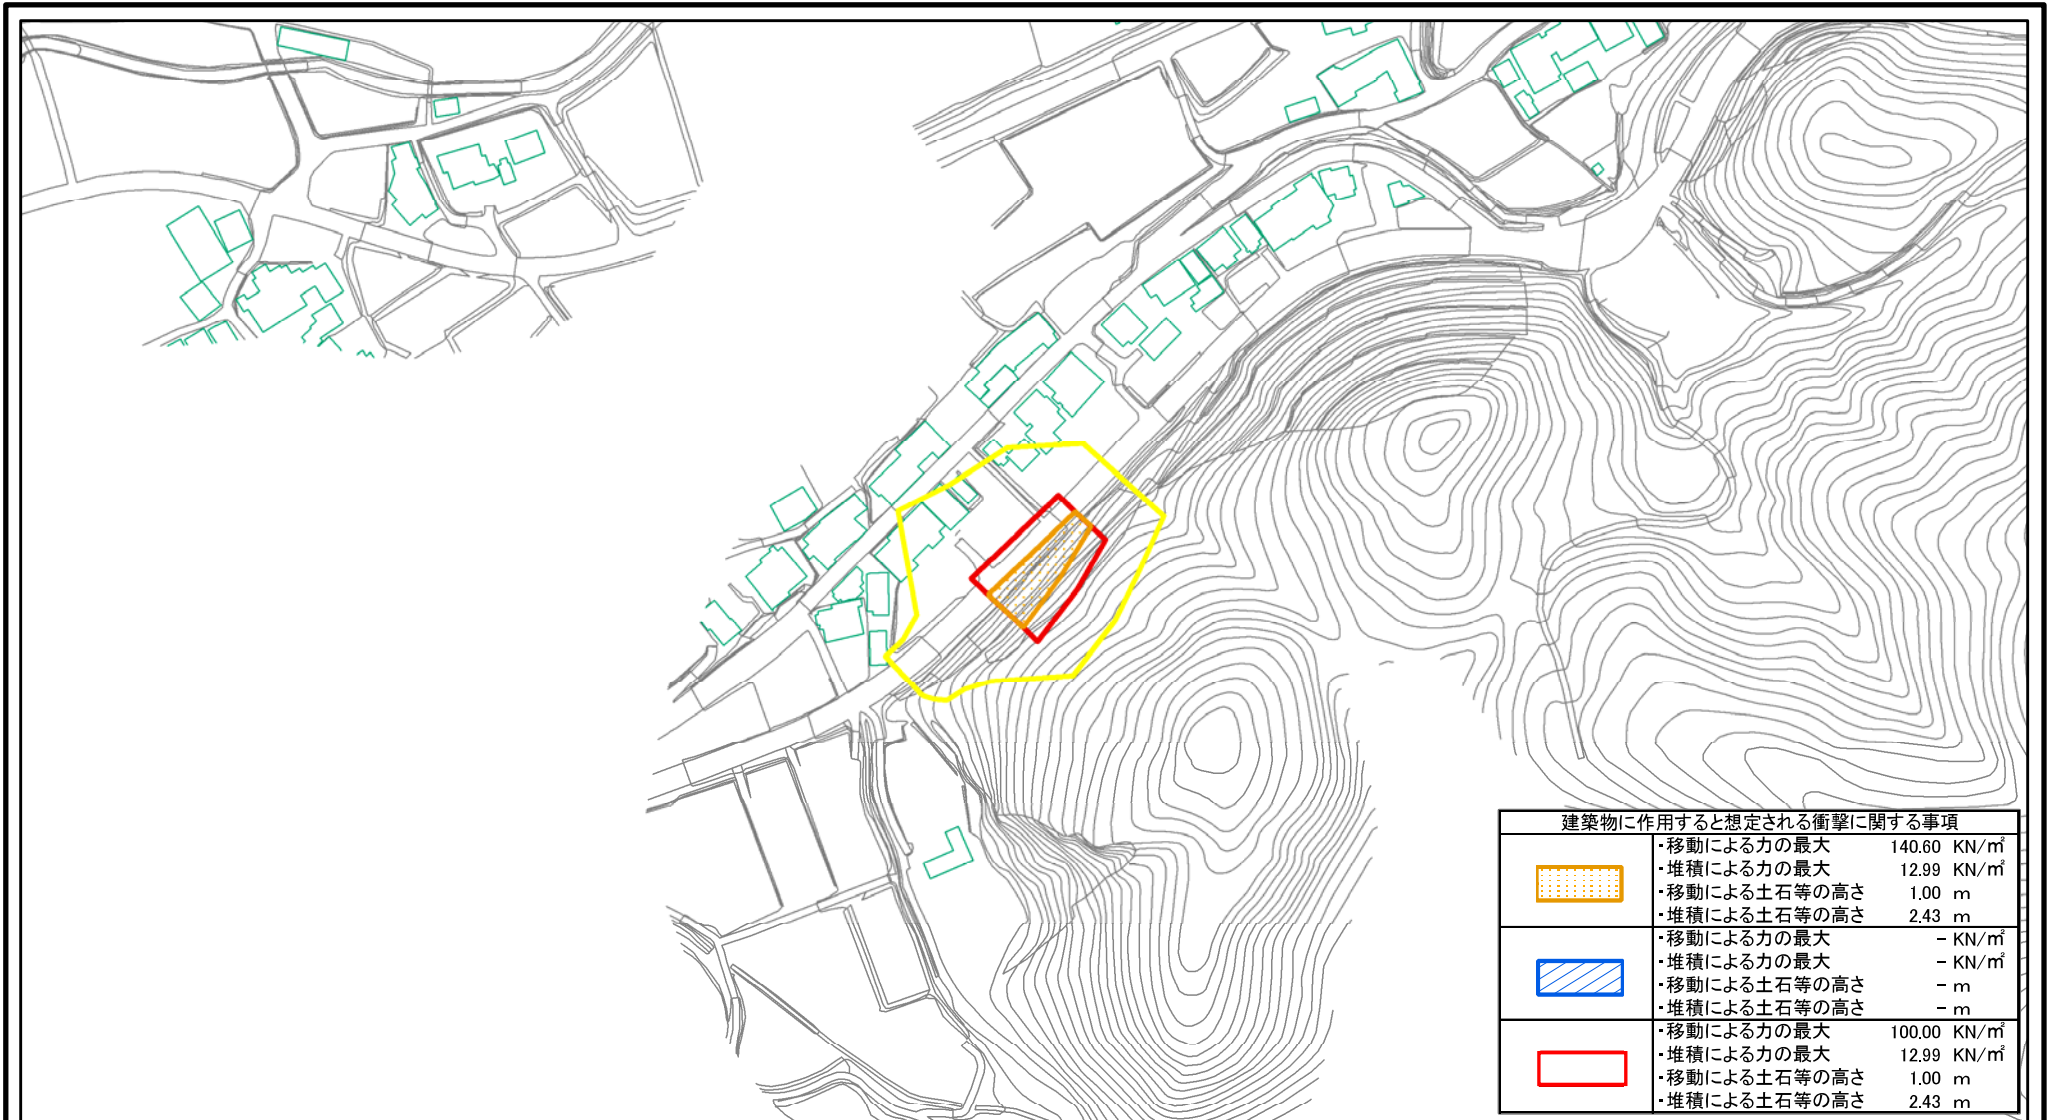 建築物に作用すると想定される衝撃に関する事項
・移動による力の最大 140.60 KN/㎡
・堆積による力の最大 12.99 KN/㎡
・移動による土石等の高さ 1.00 m
・堆積による土石等の高さ 2.43 m
・移動による力の最大 - KN/㎡
・堆積による力の最大 - KN/㎡
・移動による土石等の高さ - m
・堆積による土石等の高さ - m
・移動による力の最大 100.00 KN/㎡
・堆積による力の最大 12.99 KN/㎡
・移動による土石等の高さ 1.00 m
・堆積による土石等の高さ 2.43 m